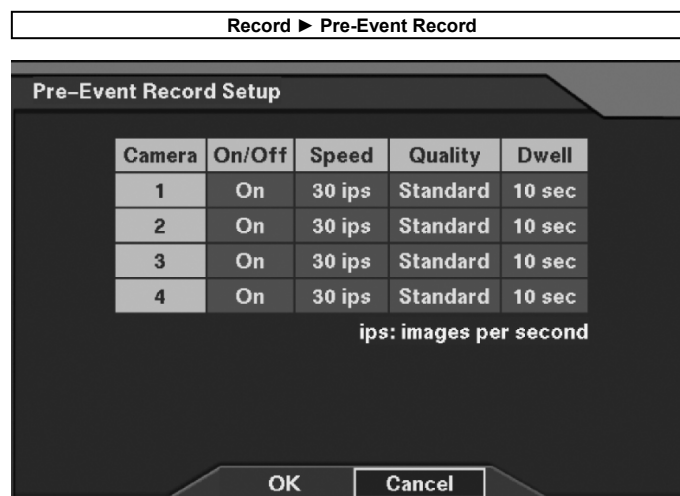 Record ► Pre-Event Record
Pre-Event Record Setup
Camera On/Off Speed Quality Dwell
1 On 30 ips Standard 10 sec
2 On 30 ips Standard 10 sec
3 On 30 ips Standard 10 sec
4 On 30 ips Standard 10 sec
ips: images per second
OK Cancel